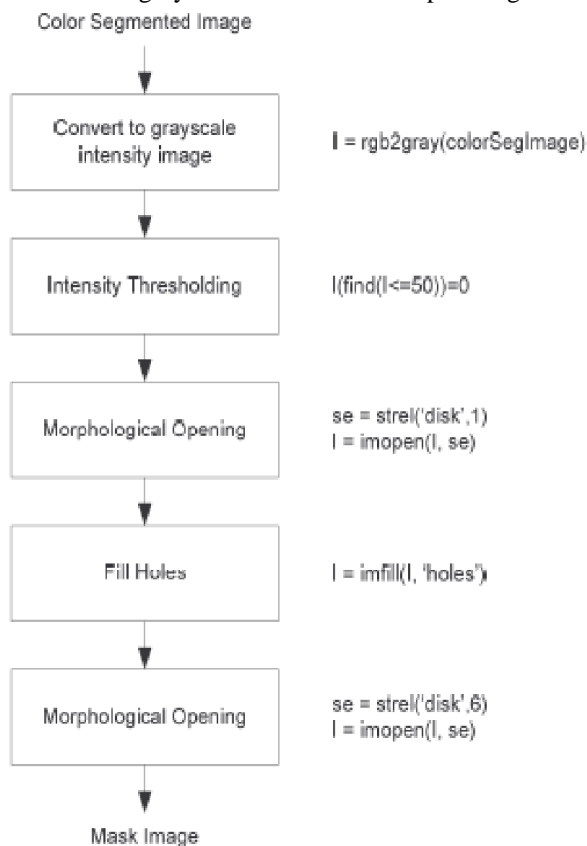 Color Segmented Image
Convert to grayscale
intensity image
I = rgb2gray(colorSegImage)
Intensity Thresholding
I(find(I<=50))=0
Morphological Opening
se = strel('disk',1)
I = imopen(I, se)
Fill Holes
I = imfill(I, 'holes')
Morphological Opening
se = strel('disk',6)
I = imopen(I, se)
Mask Image